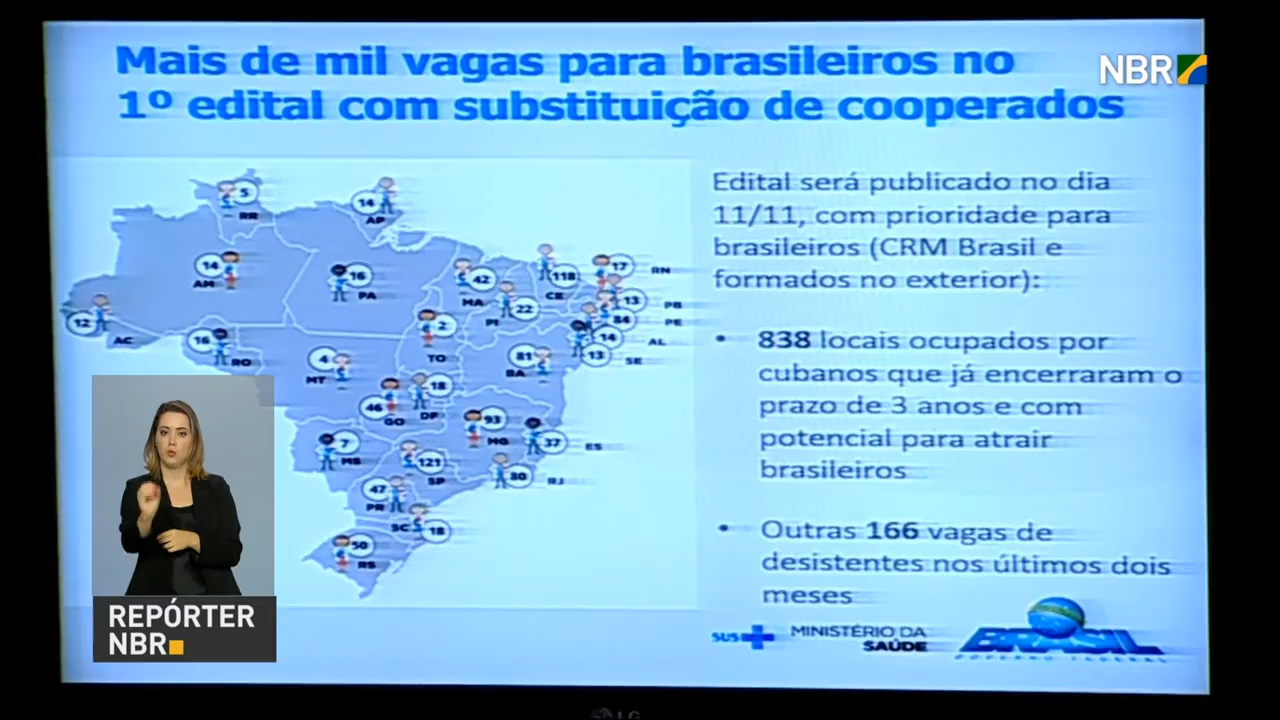 Mais de mil vagas para brasileiros no
1º edital com substituição de cooperados
NBR
Edital será publicado no dia
11/11, com prioridade para
brasileiros (CRM Brasil e
formados no exterior):
• 838 locais ocupados por
cubanos que já encerraram o
prazo de 3 anos e com
potencial para atrair
brasileiros
• Outras 166 vagas de
desistentes nos últimos dois
meses
5
RR
14
AP
14
AM
16
PA
42
MA
118
CE
17
RN
13
PB
84
PE
22
PI
14
AL
13
SE
12
AC
16
RO
2
TO
4
MT
81
BA
18
DF
46
GO
93
MG
37
ES
7
MS
121
SP
RJ
47
PR
SC
18
50
RS
SUS
MINISTÉRIO DA
SAÚDE
BRASIL
GOVERNO FEDERAL
REPÓRTER
NBR
LG